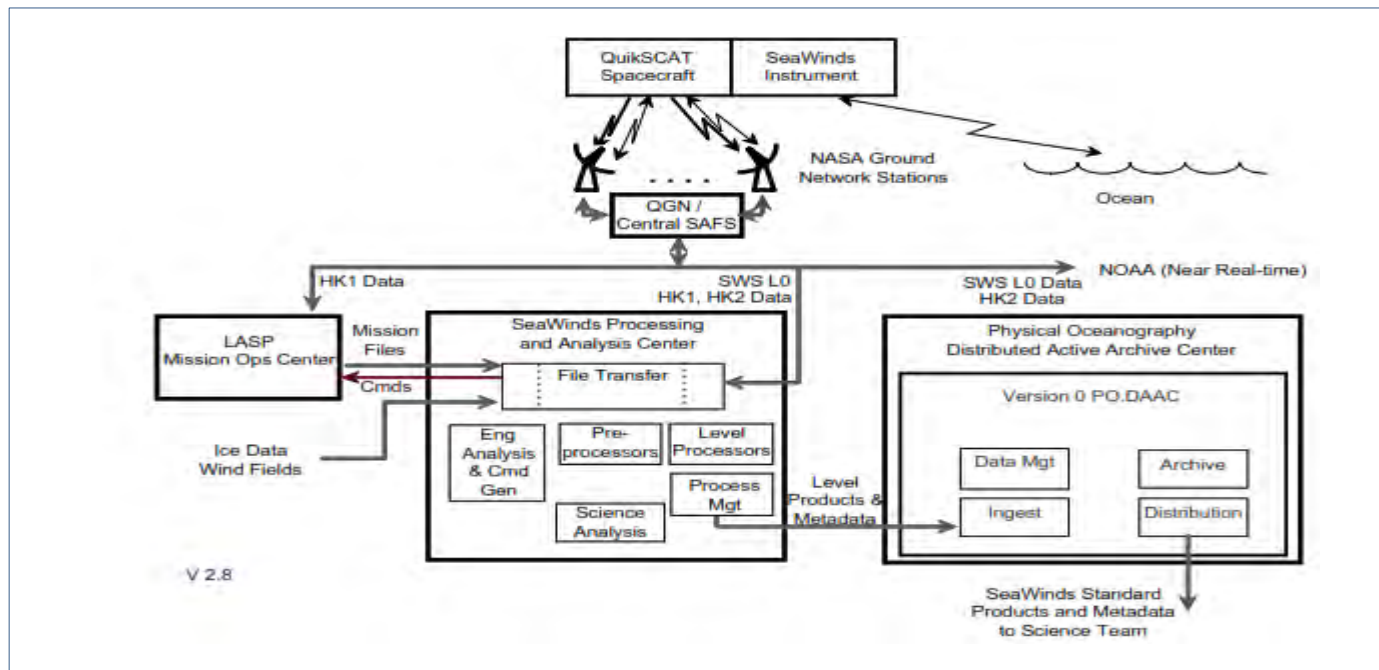 QuikSCAT
Spacecraft
SeaWinds
Instrument
NASA Ground
Network Stations
Ocean
QGN /
Central SAFS
HK1 Data
SWS L0
HK1, HK2 Data
NOAA (Near Real-time)
SWS L0 Data
HK2 Data
LASP
Mission Ops Center
Mission
Files
Cmds
SeaWinds Processing
and Analysis Center
File Transfer
Physical Oceanography
Distributed Active Archive Center
Version 0 PO.DAAC
Ice Data
Wind Fields
Eng
Analysis
& Cmd
Gen
Pre-
processors
Level
Processors
Process
Mgt
Science
Analysis
Level
Products &
Metadata
Data Mgt
Archive
Ingest
Distribution
V 2.8
SeaWinds Standard
Products and Metadata
to Science Team